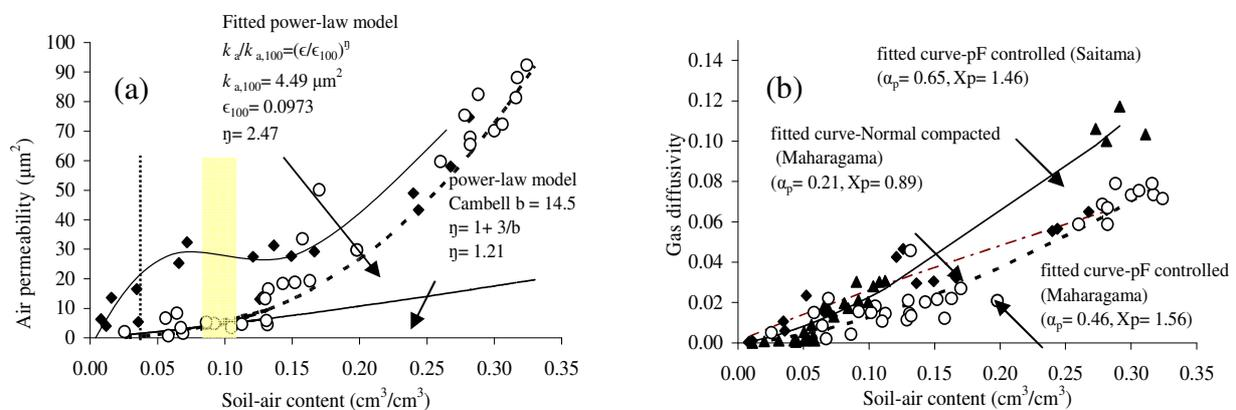 Fitted power-law model
k a/k a,100=(ϵ/ϵ100)^η
k a,100= 4.49 µm2
ϵ100= 0.0973
η= 2.47
(a)
power-law model
Cambell b = 14.5
η= 1+ 3/b
η= 1.21
Air permeability (µm2)
100
90
80
70
60
50
40
30
20
10
0
0.00 0.05 0.10 0.15 0.20 0.25 0.30 0.35
Soil-air content (cm3/cm3)
(b)
fitted curve-pF controlled (Saitama)
(αp= 0.65, Xp= 1.46)
fitted curve-Normal compacted
(Maharagama)
(αp= 0.21, Xp= 0.89)
fitted curve-pF controlled
(Maharagama)
(αp= 0.46, Xp= 1.56)
Gas diffusivity
0.14
0.12
0.10
0.08
0.06
0.04
0.02
0.00
0.00 0.05 0.10 0.15 0.20 0.25 0.30 0.35
Soil-air content (cm3/cm3)